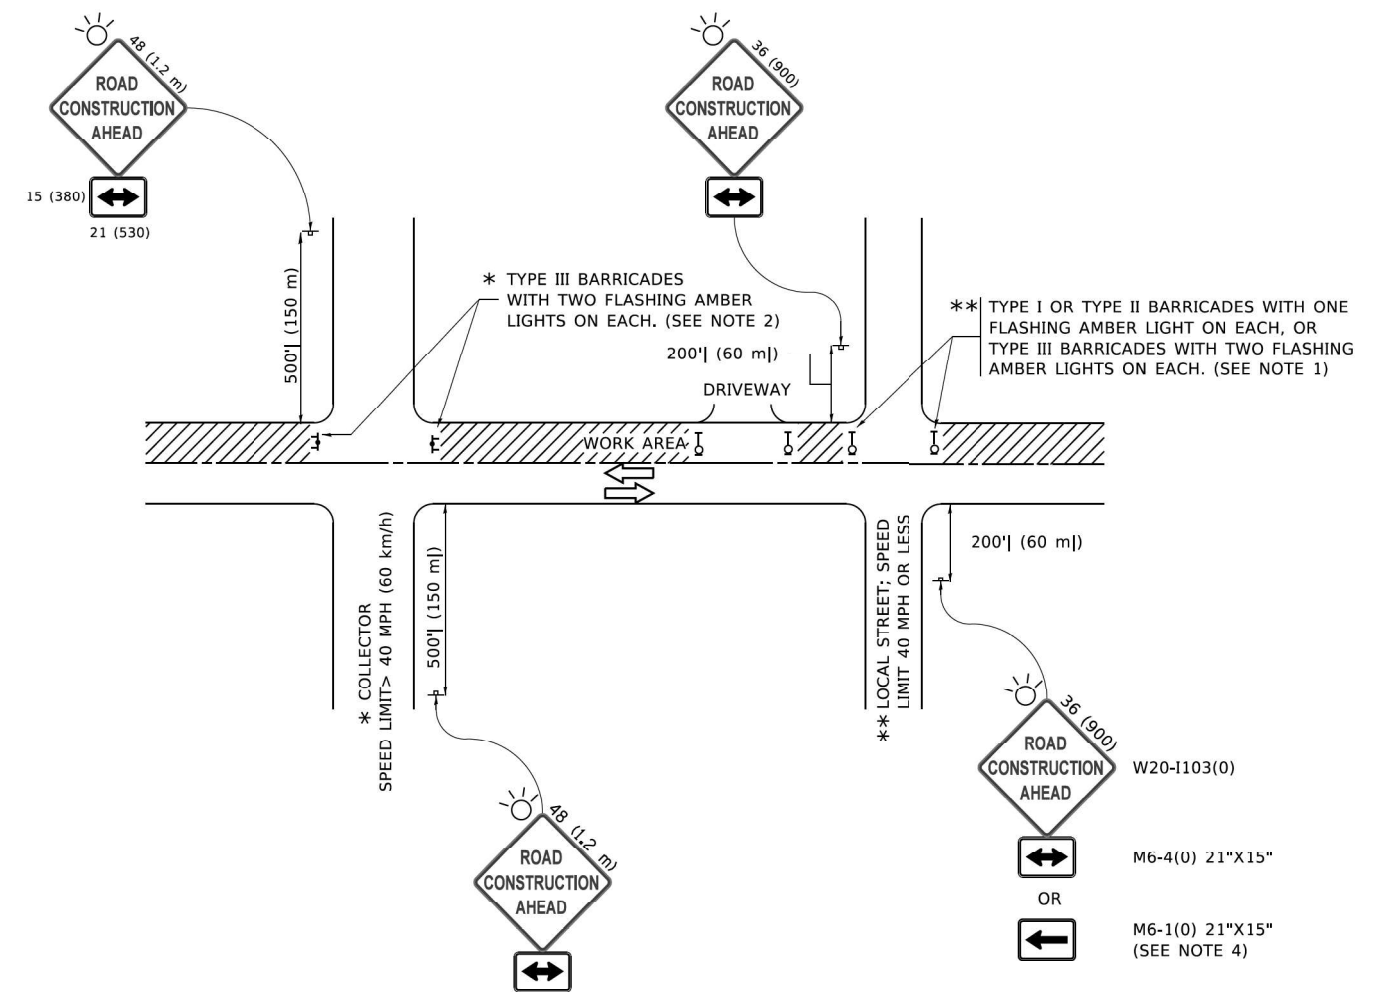 48 (1.2 m)
ROAD
CONSTRUCTION
AHEAD
15 (380)
21 (530)
36 (900)
ROAD
CONSTRUCTION
AHEAD
500'| (150 m)
* TYPE III BARRICADES
WITH TWO FLASHING AMBER
LIGHTS ON EACH. (SEE NOTE 2)
200'| (60 m|)
DRIVEWAY
** TYPE I OR TYPE II BARRICADES WITH ONE
FLASHING AMBER LIGHT ON EACH, OR
TYPE III BARRICADES WITH TWO FLASHING
AMBER LIGHTS ON EACH. (SEE NOTE 1)
WORK AREA
* COLLECTOR
SPEED LIMIT> 40 MPH (60 km/h)
500'| (150 m|)
** LOCAL STREET; SPEED
LIMIT 40 MPH OR LESS
200'| (60 m|)
48 (1.2 m)
ROAD
CONSTRUCTION
AHEAD
36 (900)
ROAD
CONSTRUCTION
AHEAD
W20-I103(0)
M6-4(0) 21"X15"
OR
M6-1(0) 21"X15"
(SEE NOTE 4)